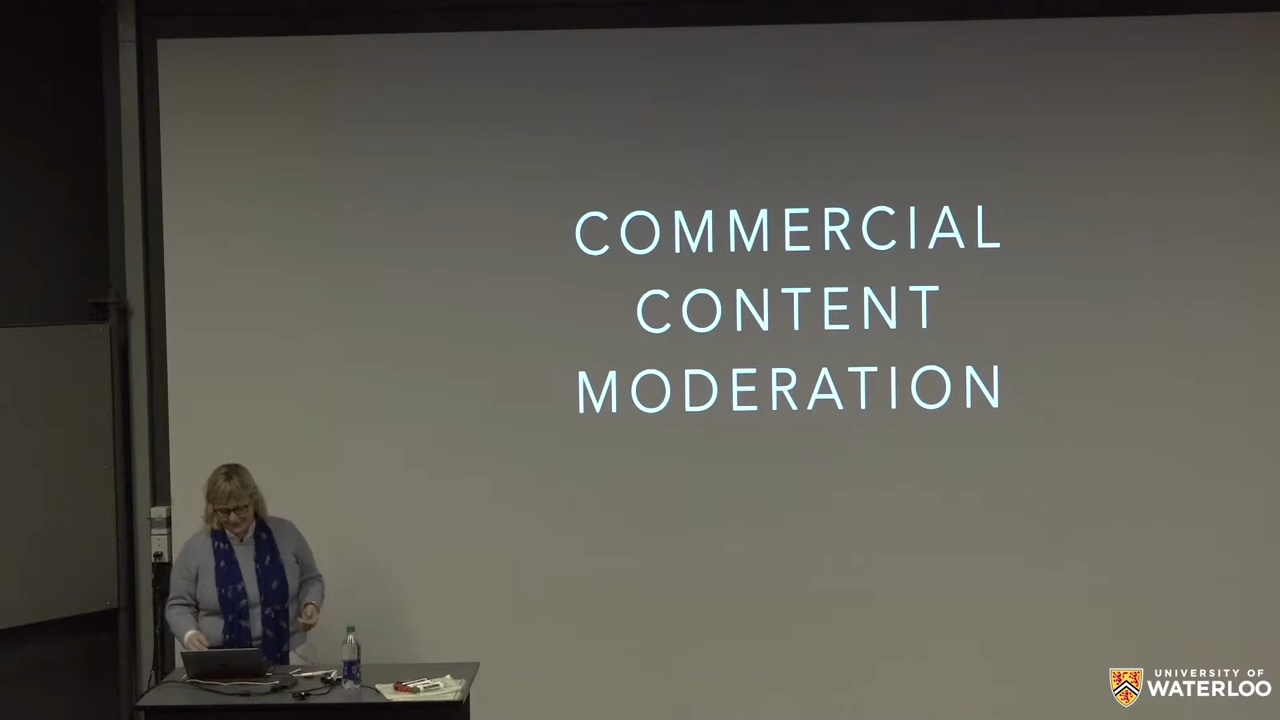 COMMERCIAL
CONTENT
MODERATION
UNIVERSITY OF
WATERLOO